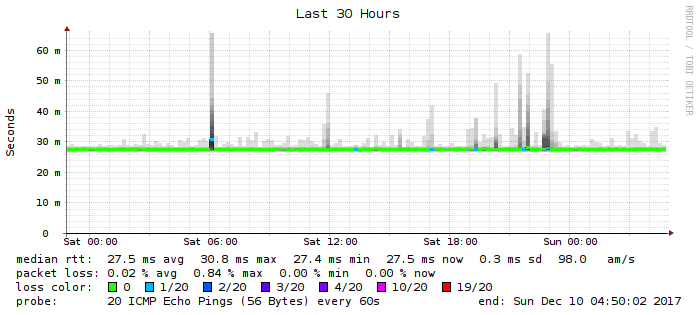 Last 30 Hours
RRDTOOL / TOBI OETIKER
Seconds
60 m
50 m
40 m
30 m
20 m
10 m
0
Sat 00:00 Sat 06:00 Sat 12:00 Sat 18:00 Sun 00:00
median rtt: 27.5 ms avg 30.8 ms max 27.4 ms min 27.5 ms now 0.3 ms sd 98.0 am/s
packet loss: 0.02 % avg 0.84 % max 0.00 % min 0.00 % now
loss color: 0 1/20 2/20 3/20 4/20 10/20 19/20
probe: 20 ICMP Echo Pings (56 Bytes) every 60s end: Sun Dec 10 04:50:02 2017